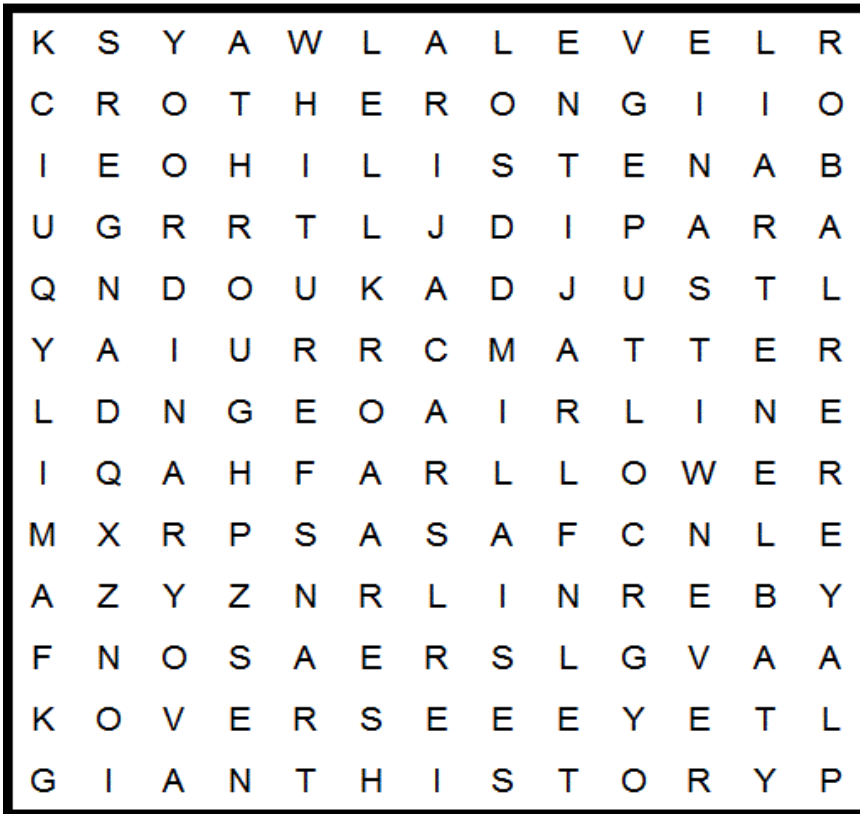 K S Y A W L A L E V E L R
C R O T H E R O N G I I O
I E O H I L I S T E N A B
U G R R T L J D I P A R A
Q N D O U K A D J U S T L
Y A I U R R C M A T T E R
L D N G E O A I R L I N E
I Q A H F A R L L O W E R
M X R P S A S A F C N L E
A Z Y Z N R L I N R E B Y
F N O S A E R S L G V A A
K O V E R S E E E Y E T L
G I A N T H I S T O R Y P